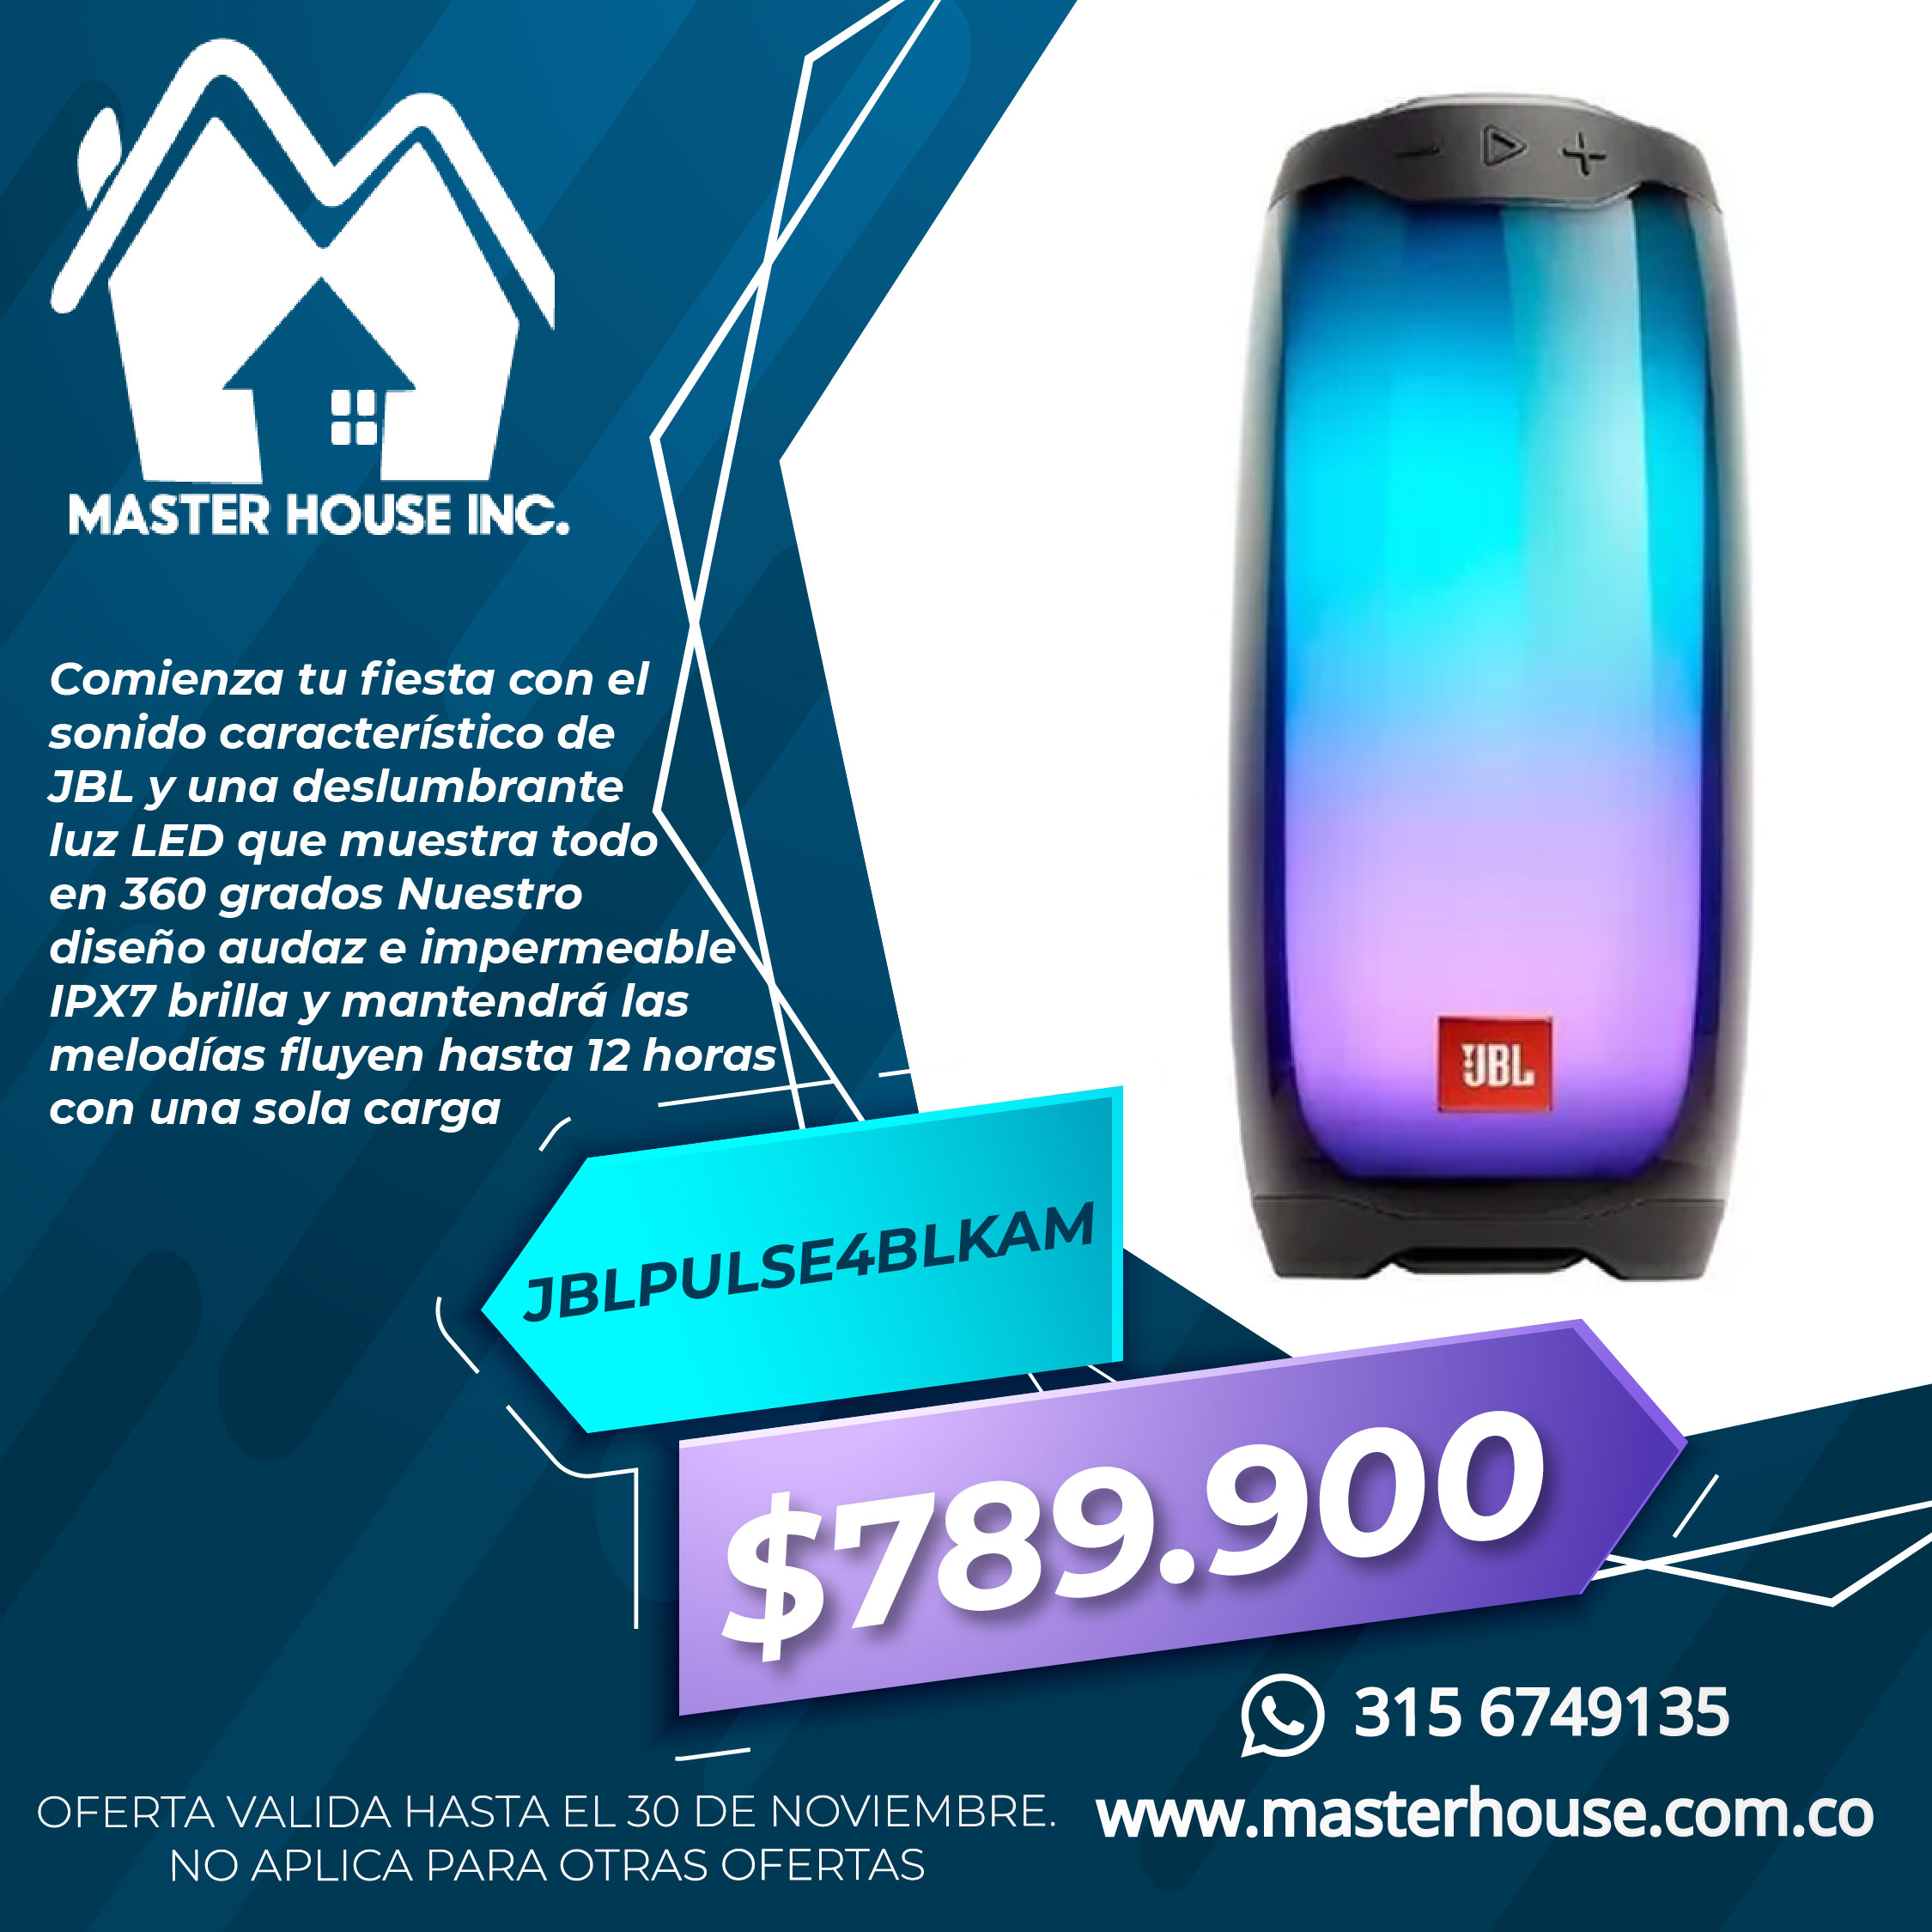 MASTER HOUSE INC.
Comienza tu fiesta con el
sonido característico de
JBL y una deslumbrante
luz LED que muestra todo
en 360 grados Nuestro
diseño audaz e impermeable
IPX7 brilla y mantendrá las
melodías fluyen hasta 12 horas
con una sola carga
JBL
JBLPULSE4BLKAM
$789.900
315 6749135
www.masterhouse.com.co
OFERTA VALIDA HASTA EL 30 DE NOVIEMBRE.
NO APLICA PARA OTRAS OFERTAS